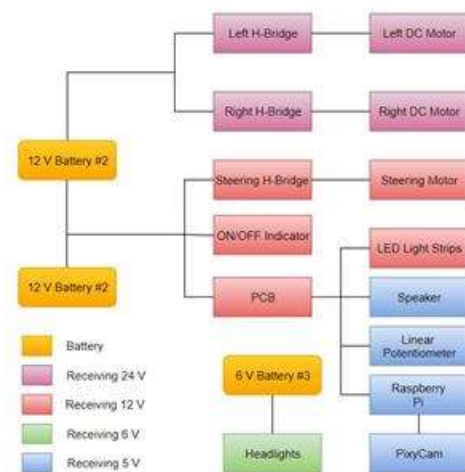 Left H-Bridge
Left DC Motor
Right H-Bridge
Right DC Motor
12 V Battery #2
Steering H-Bridge
Steering Motor
ON/OFF Indicator
LED Light Strips
12 V Battery #2
PCB
Speaker
Battery
Linear
Potentiometer
Receiving 24 V
6 V Battery #3
Raspberry
Pi
Receiving 12 V
Receiving 6 V
Headlights
PixyCam
Receiving 5 V